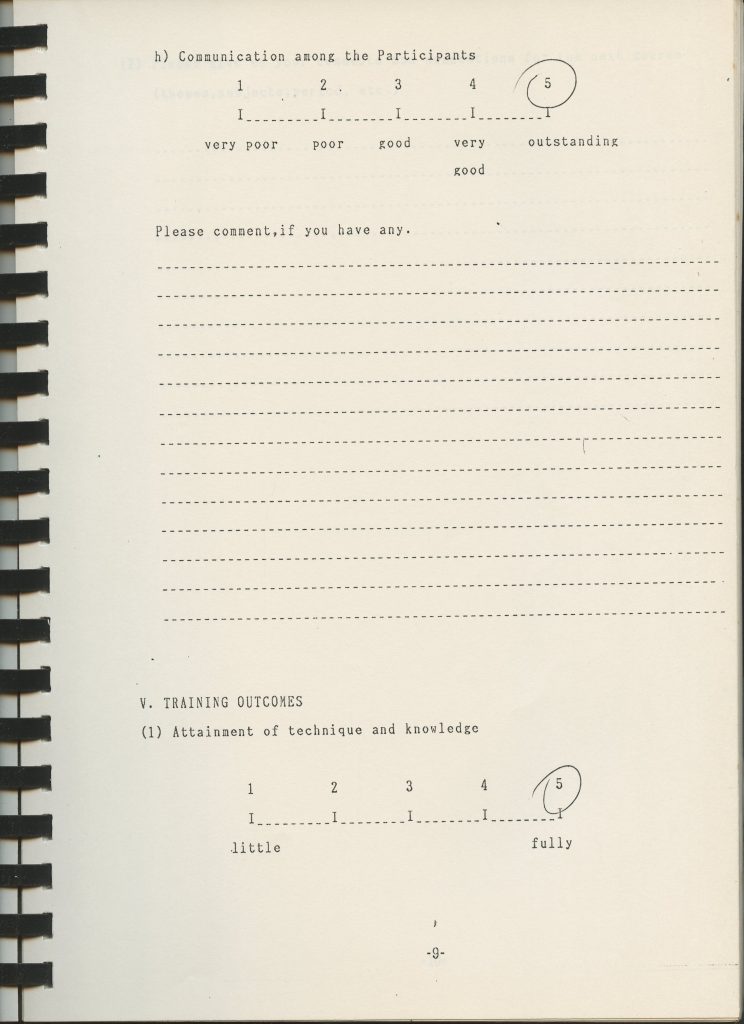 h) Communication among the Participants
1 2 3 4 5
I_________I________I________I________I
very poor poor good very outstanding
good
Please comment,if you have any.
V. TRAINING OUTCOMES
(1) Attainment of technique and knowledge
1 2 3 4 5
I_________I________I________I________I
little fully
-9-